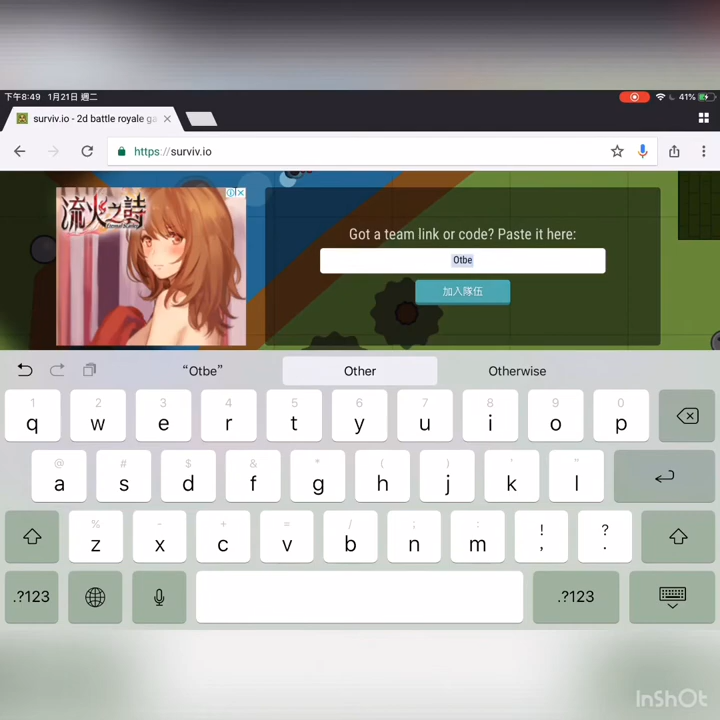 下午8:49 1月21日 週二
41%
surviv.io - 2d battle royale ga
https://surviv.io
流火之詩
Got a team link or code? Paste it here:
Otbe
加入隊伍
“Otbe” Other Otherwise
1 2 3 4 5 6 7 8 9 0
q w e r t y u i o p
@ # $ & * ( ) ' "
a s d f g h j k l
% - + = / ; : ! ?
z x c v b n m , .
.?123 .?123
InShOt